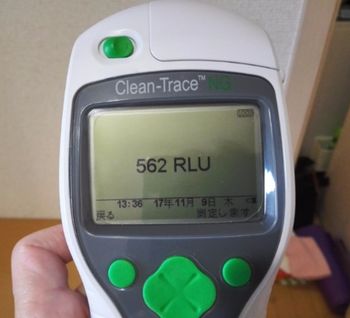 Clean-Trace™ NG
562 RLU
13:36 17年11月 9日 木
戻る 測定します